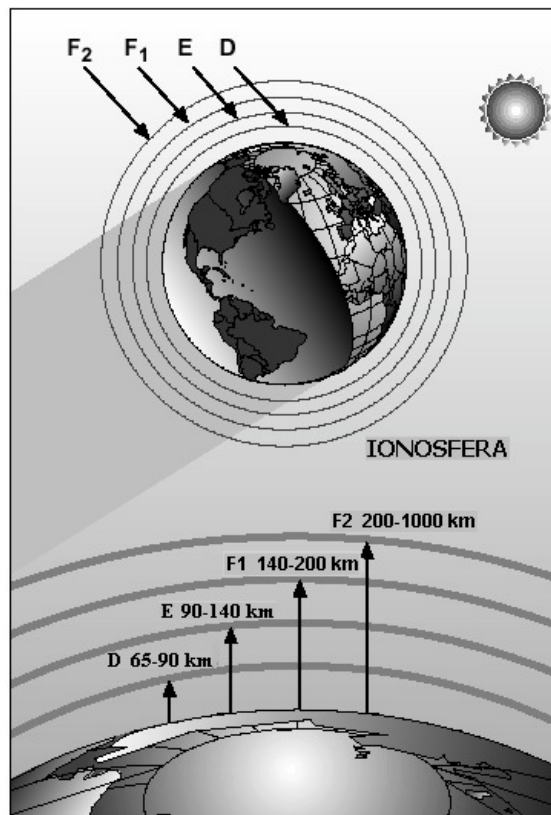 F2 F1 E D
IONOSFERA
F2 200-1000 km
F1 140-200 km
E 90-140 km
D 65-90 km